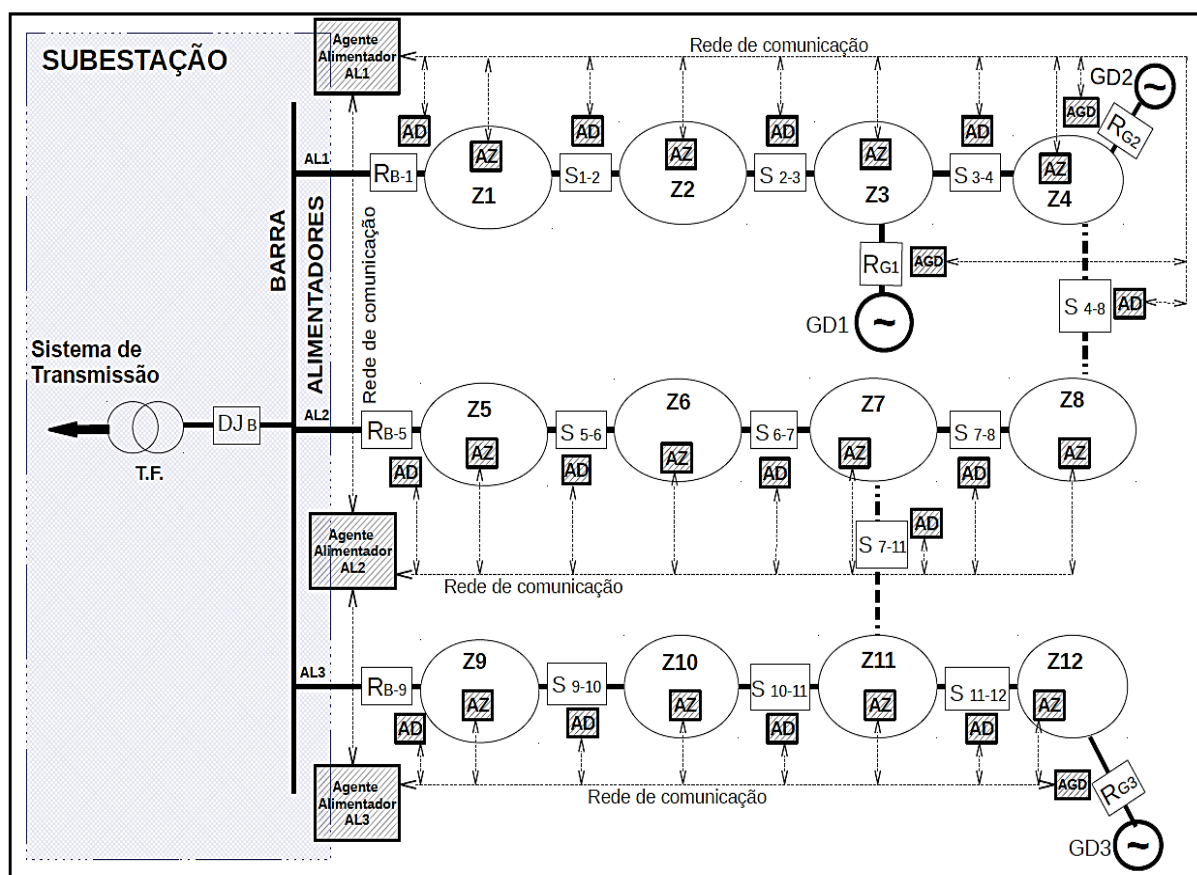 SUBESTAÇÃO
Agente
Alimentador
AL1
Rede de comunicação
GD2
AD
AD
AD
AD
AGD
RG2
AL1
RB-1
AZ
Z1
S1-2
AZ
Z2
S 2-3
AZ
Z3
S 3-4
AZ
Z4
BARRA
ALIMENTADORES
Rede de comunicação
RG1
AGD
GD1
S 4-8
AD
Sistema de
Transmissão
DJ B
T.F.
AL2
RB-5
Z5
AZ
S 5-6
Z6
AZ
S 6-7
Z7
AZ
S 7-8
Z8
AZ
AD
AD
AD
AD
S 7-11
AD
Agente
Alimentador
AL2
Rede de comunicação
AL3
RB-9
Z9
AZ
S 9-10
Z10
AZ
S 10-11
Z11
AZ
S 11-12
Z12
AZ
AD
AD
AD
AD
Agente
Alimentador
AL3
Rede de comunicação
AGD
RG3
GD3